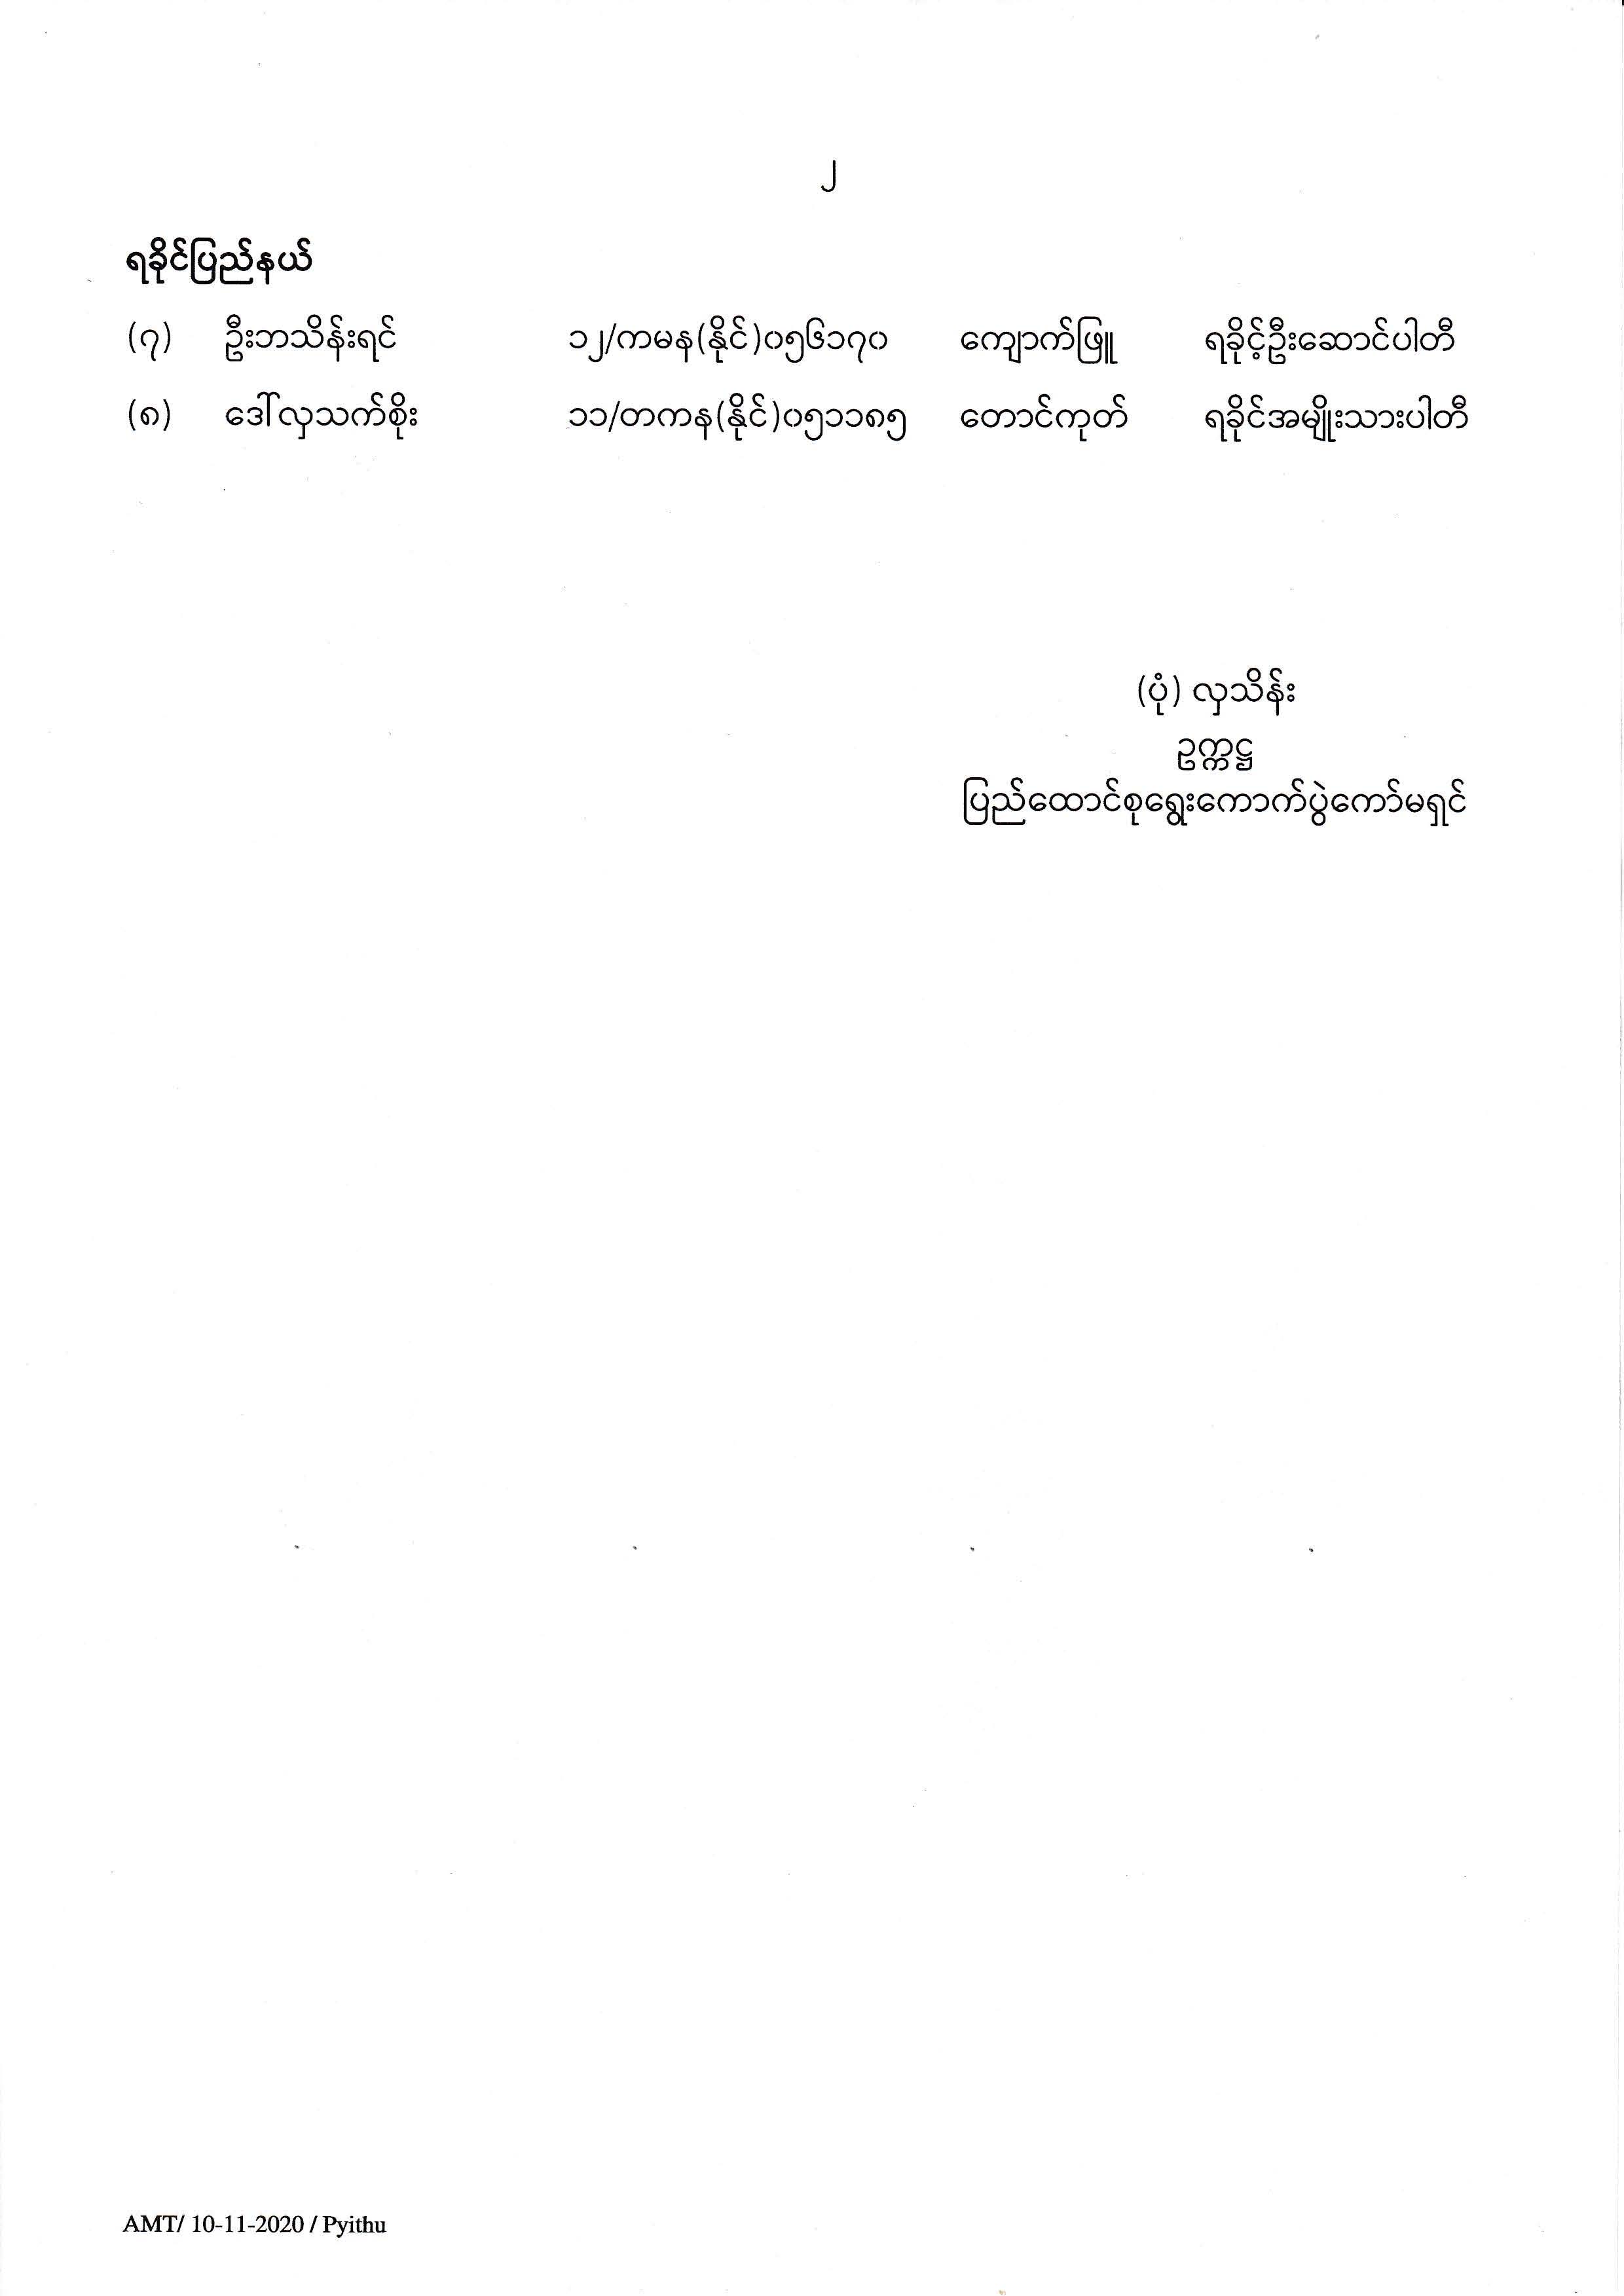 ၂
ရခိုင်ပြည်နယ်
(၇) ဦးဘသိန်းရင် ၁၂/ကမန(နိုင်)၀၅၆၁၇၀ ကျောက်ဖြူ ရခိုင့်ဦးဆောင်ပါတီ
(၈) ဒေါ်လှသက်စိုး ၁၁/တကန(နိုင်)၀၅၁၁၈၅ တောင်ကုတ် ရခိုင်အမျိုးသားပါတီ
(ပုံ) လှသိန်း
ဥက္ကဋ္ဌ
ပြည်ထောင်စုရွေးကောက်ပွဲကော်မရှင်
AMT/ 10-11-2020 / Pyithu